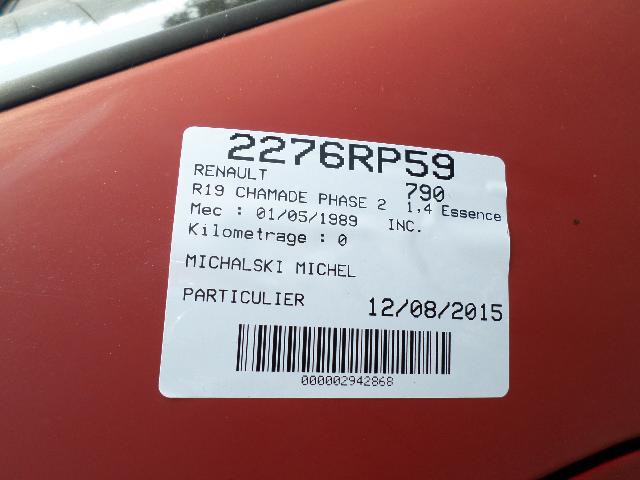 2276RP59
RENAULT 790
R19 CHAMADE PHASE 2 1,4 Essence
Mec : 01/05/1989 INC.
Kilometrage : 0
MICHALSKI MICHEL
PARTICULIER 12/08/2015
000002942868